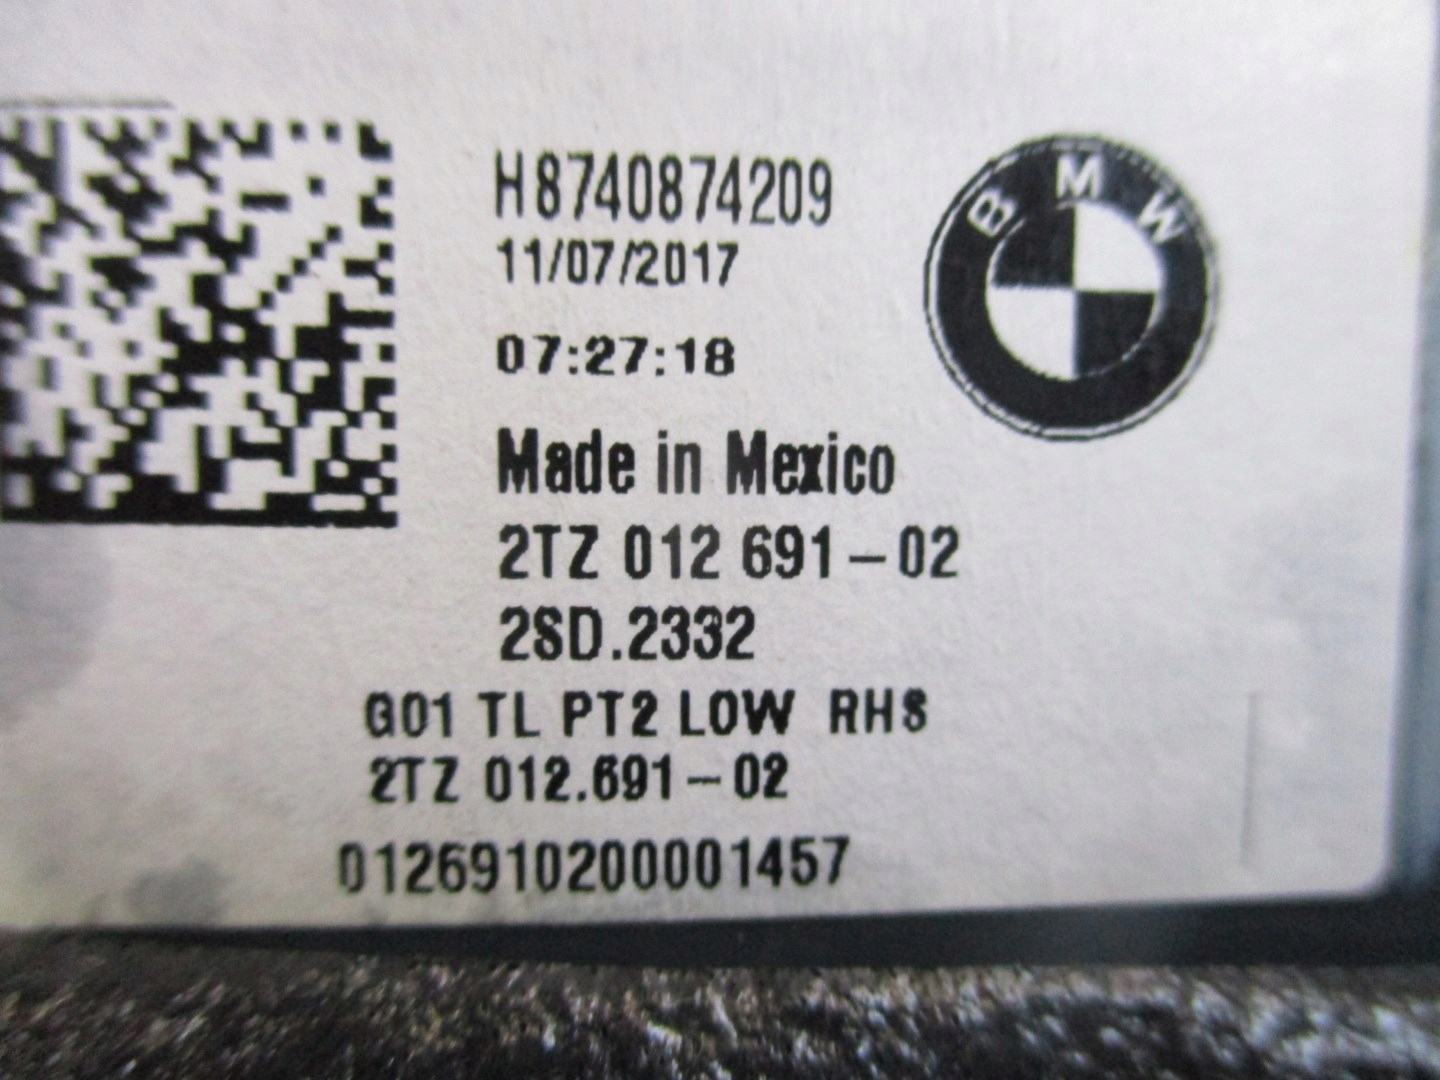 H8740874209
11/07/2017
BMW
07:27:18
Made in Mexico
2TZ 012 691-02
2SD.2332
G01 TL PT2 LOW RHS
2TZ 012.691-02
0126910200001457